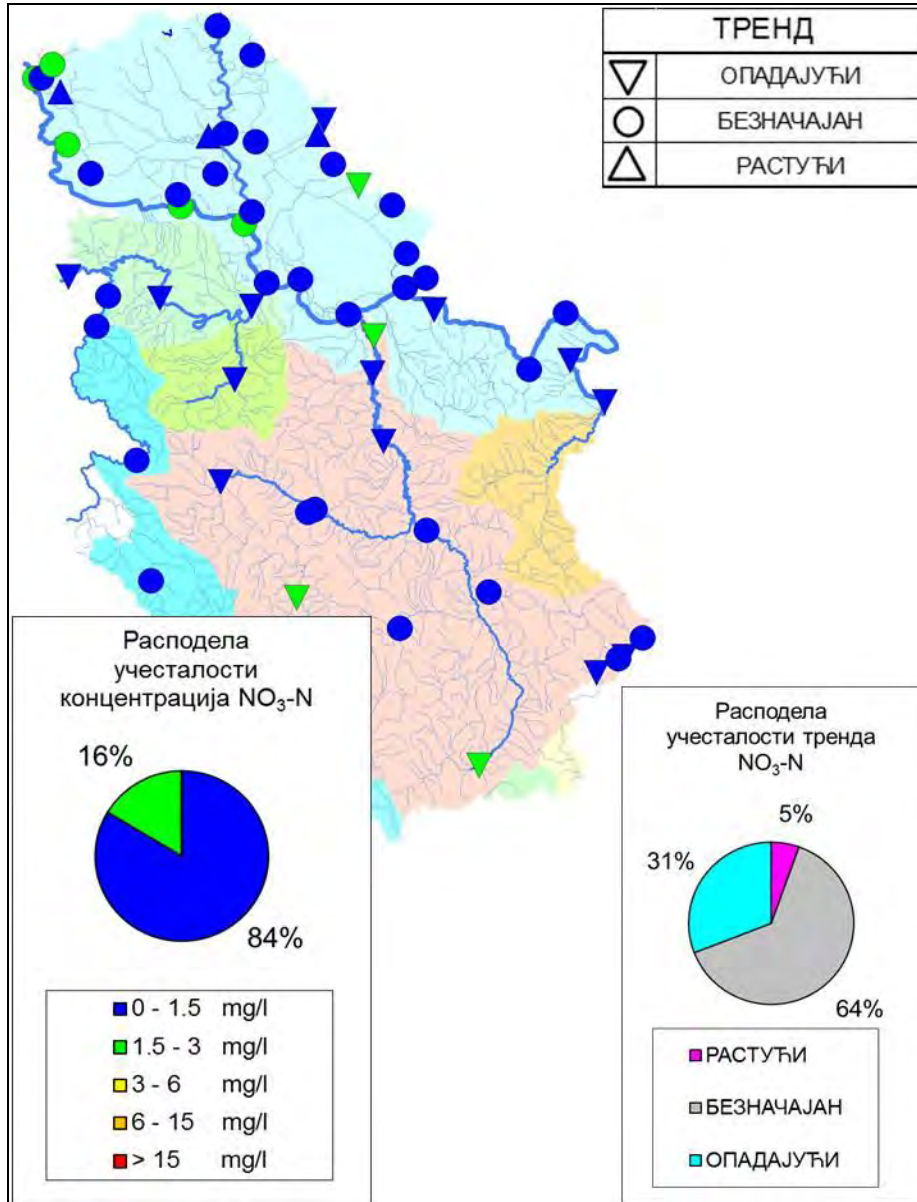 ТРЕНД
ОПАДАЈУЋИ
БЕЗНАЧАЈАН
РАСТУЋИ
Расподела
учесталости
концентрација NO₃-N
16%
84%
0 - 1.5 mg/l
1.5 - 3 mg/l
3 - 6 mg/l
6 - 15 mg/l
> 15 mg/l
Расподела
учесталости тренда
NO₃-N
5%
31%
64%
РАСТУЋИ
БЕЗНАЧАЈАН
ОПАДАЈУЋИ